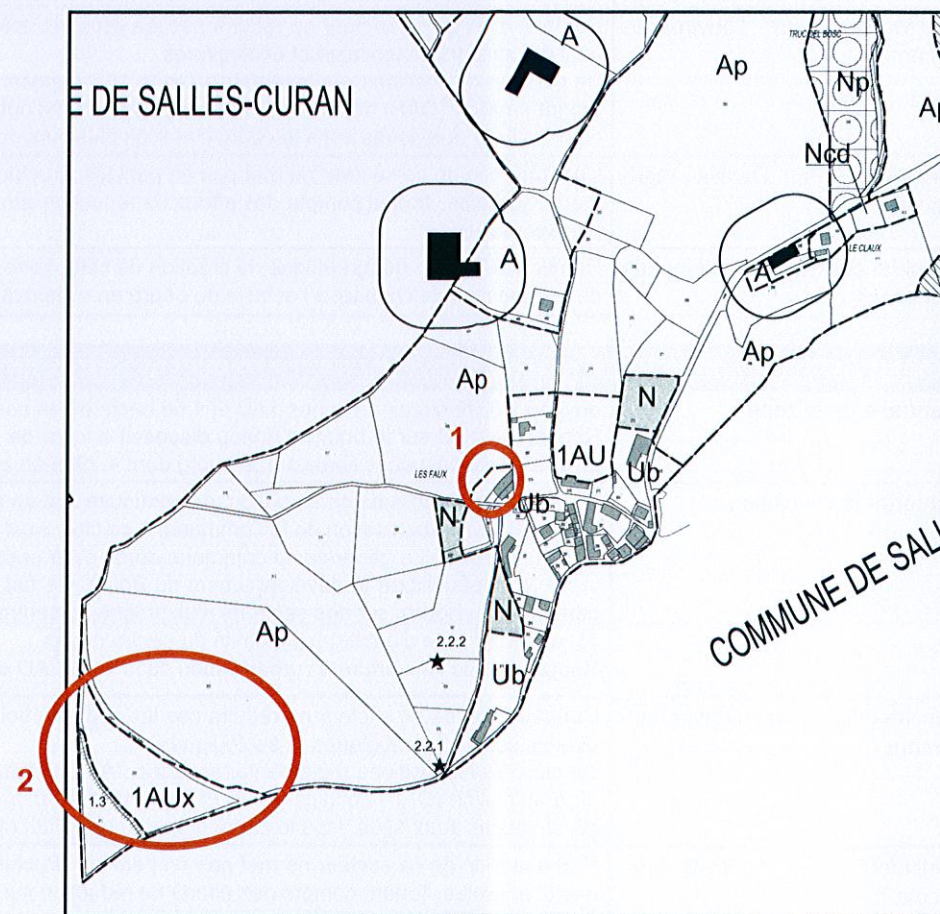 TRUC DEL BOSC
A
Ap
Np
Ap
E DE SALLES-CURAN
Ncd
A
LE CLAUX
A
Ap
Ap
N
1
LES FAUX
1AU
Ub
Ub
N
N
Ap
2.2.2
Ub
COMMUNE DE SALL
2.2.1
2
1.3
1AUx